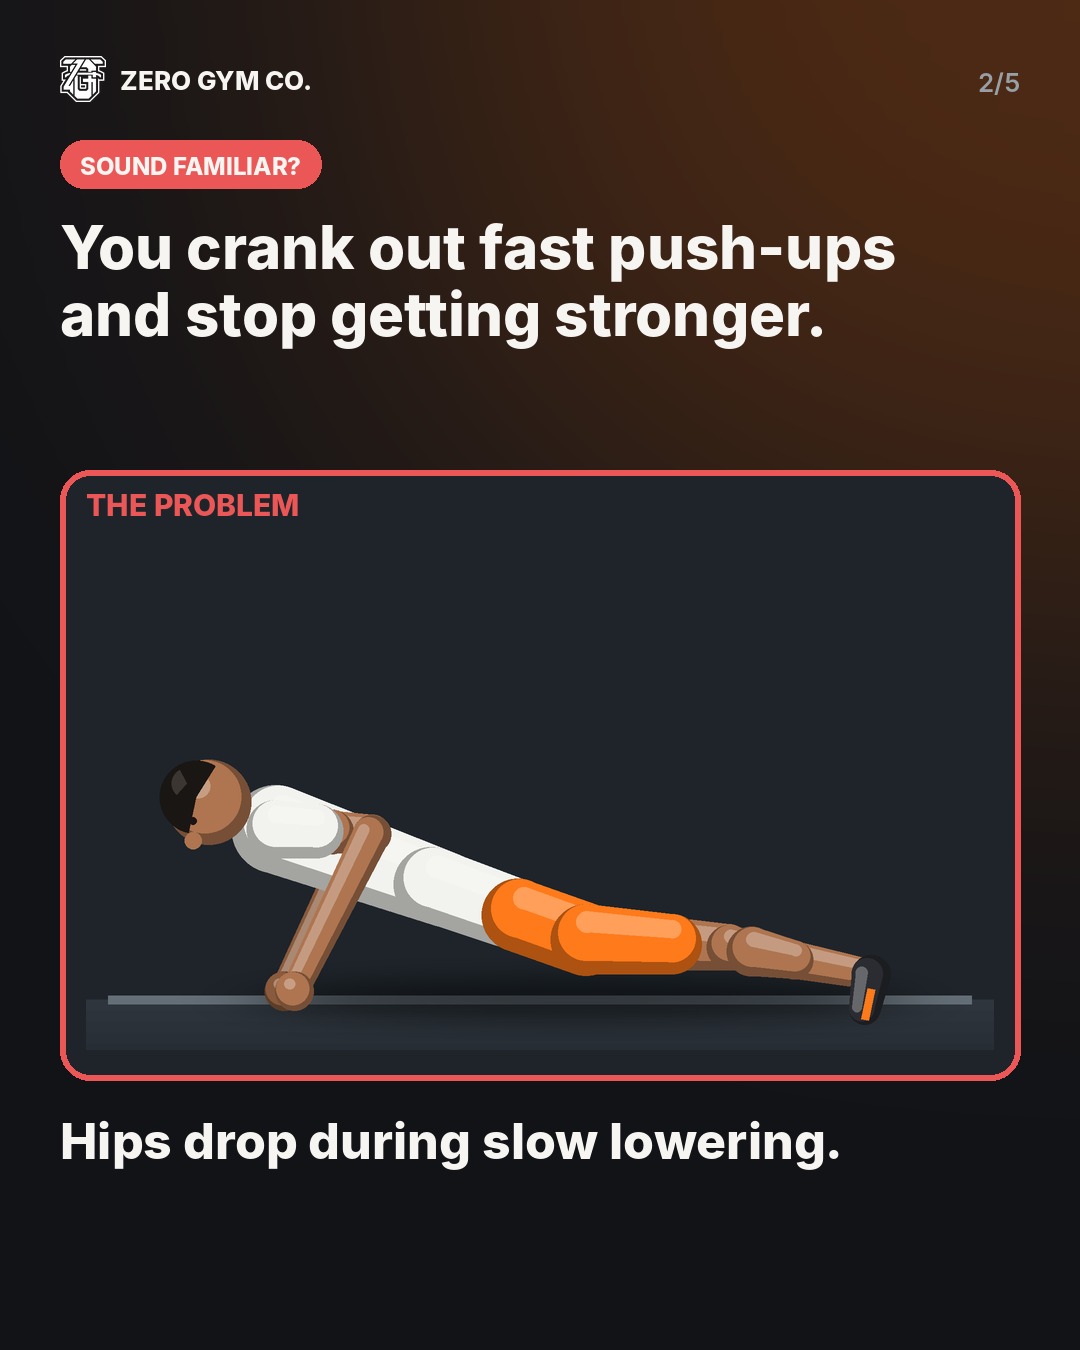 ZERO GYM CO.
2/5
SOUND FAMILIAR?
You crank out fast push-ups
and stop getting stronger.
THE PROBLEM
Hips drop during slow lowering.